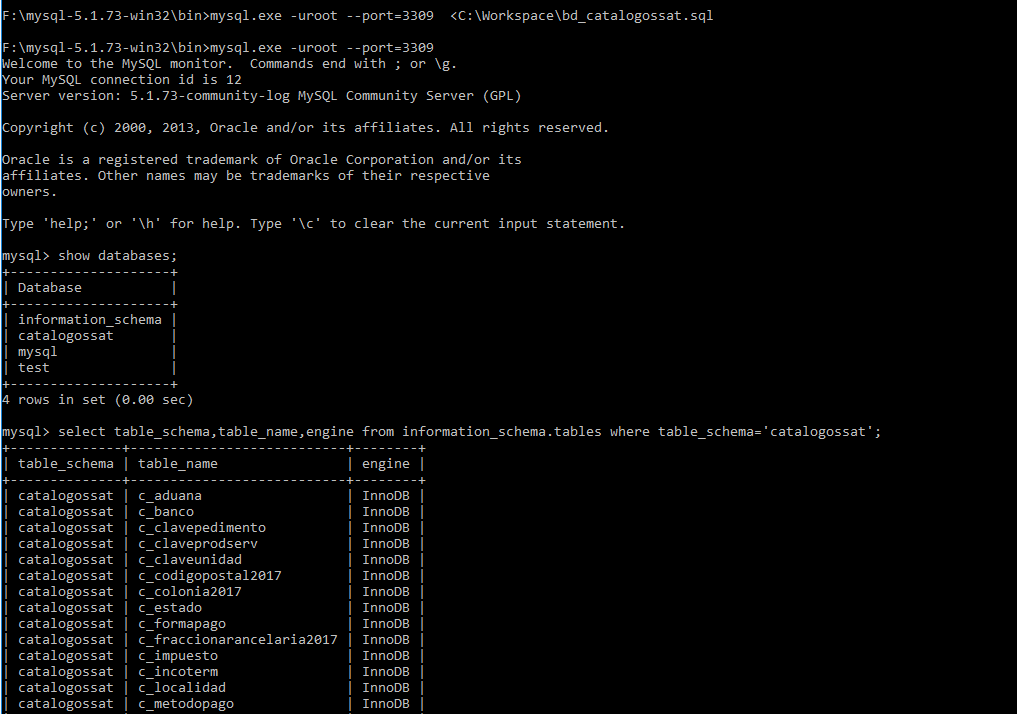 F:\mysql-5.1.73-win32\bin>mysql.exe -uroot --port=3309  <C:\Workspace\bd_catalogossat.sql
F:\mysql-5.1.73-win32\bin>mysql.exe -uroot --port=3309
Welcome to the MySQL monitor.  Commands end with ; or \g.
Your MySQL connection id is 12
Server version: 5.1.73-community-log MySQL Community Server (GPL)
Copyright (c) 2000, 2013, Oracle and/or its affiliates. All rights reserved.
Oracle is a registered trademark of Oracle Corporation and/or its
affiliates. Other names may be trademarks of their respective
owners.
Type 'help;' or '\h' for help. Type '\c' to clear the current input statement.
mysql> show databases;
+--------------------+
| Database           |
+--------------------+
| information_schema |
| catalogossat       |
| mysql              |
| test               |
+--------------------+
4 rows in set (0.00 sec)
mysql> select table_schema,table_name,engine from information_schema.tables where table_schema='catalogossat';
+--------------+---------------------------+--------+
| table_schema | table_name                | engine |
+--------------+---------------------------+--------+
| catalogossat | c_aduana                  | InnoDB |
| catalogossat | c_banco                   | InnoDB |
| catalogossat | c_clavepedimento          | InnoDB |
| catalogossat | c_claveprodserv           | InnoDB |
| catalogossat | c_claveunidad             | InnoDB |
| catalogossat | c_codigopostal2017        | InnoDB |
| catalogossat | c_colonia2017             | InnoDB |
| catalogossat | c_estado                  | InnoDB |
| catalogossat | c_formapago               | InnoDB |
| catalogossat | c_fraccionarancelaria2017 | InnoDB |
| catalogossat | c_impuesto                | InnoDB |
| catalogossat | c_incoterm                | InnoDB |
| catalogossat | c_localidad               | InnoDB |
| catalogossat | c_metodopago              | InnoDB |